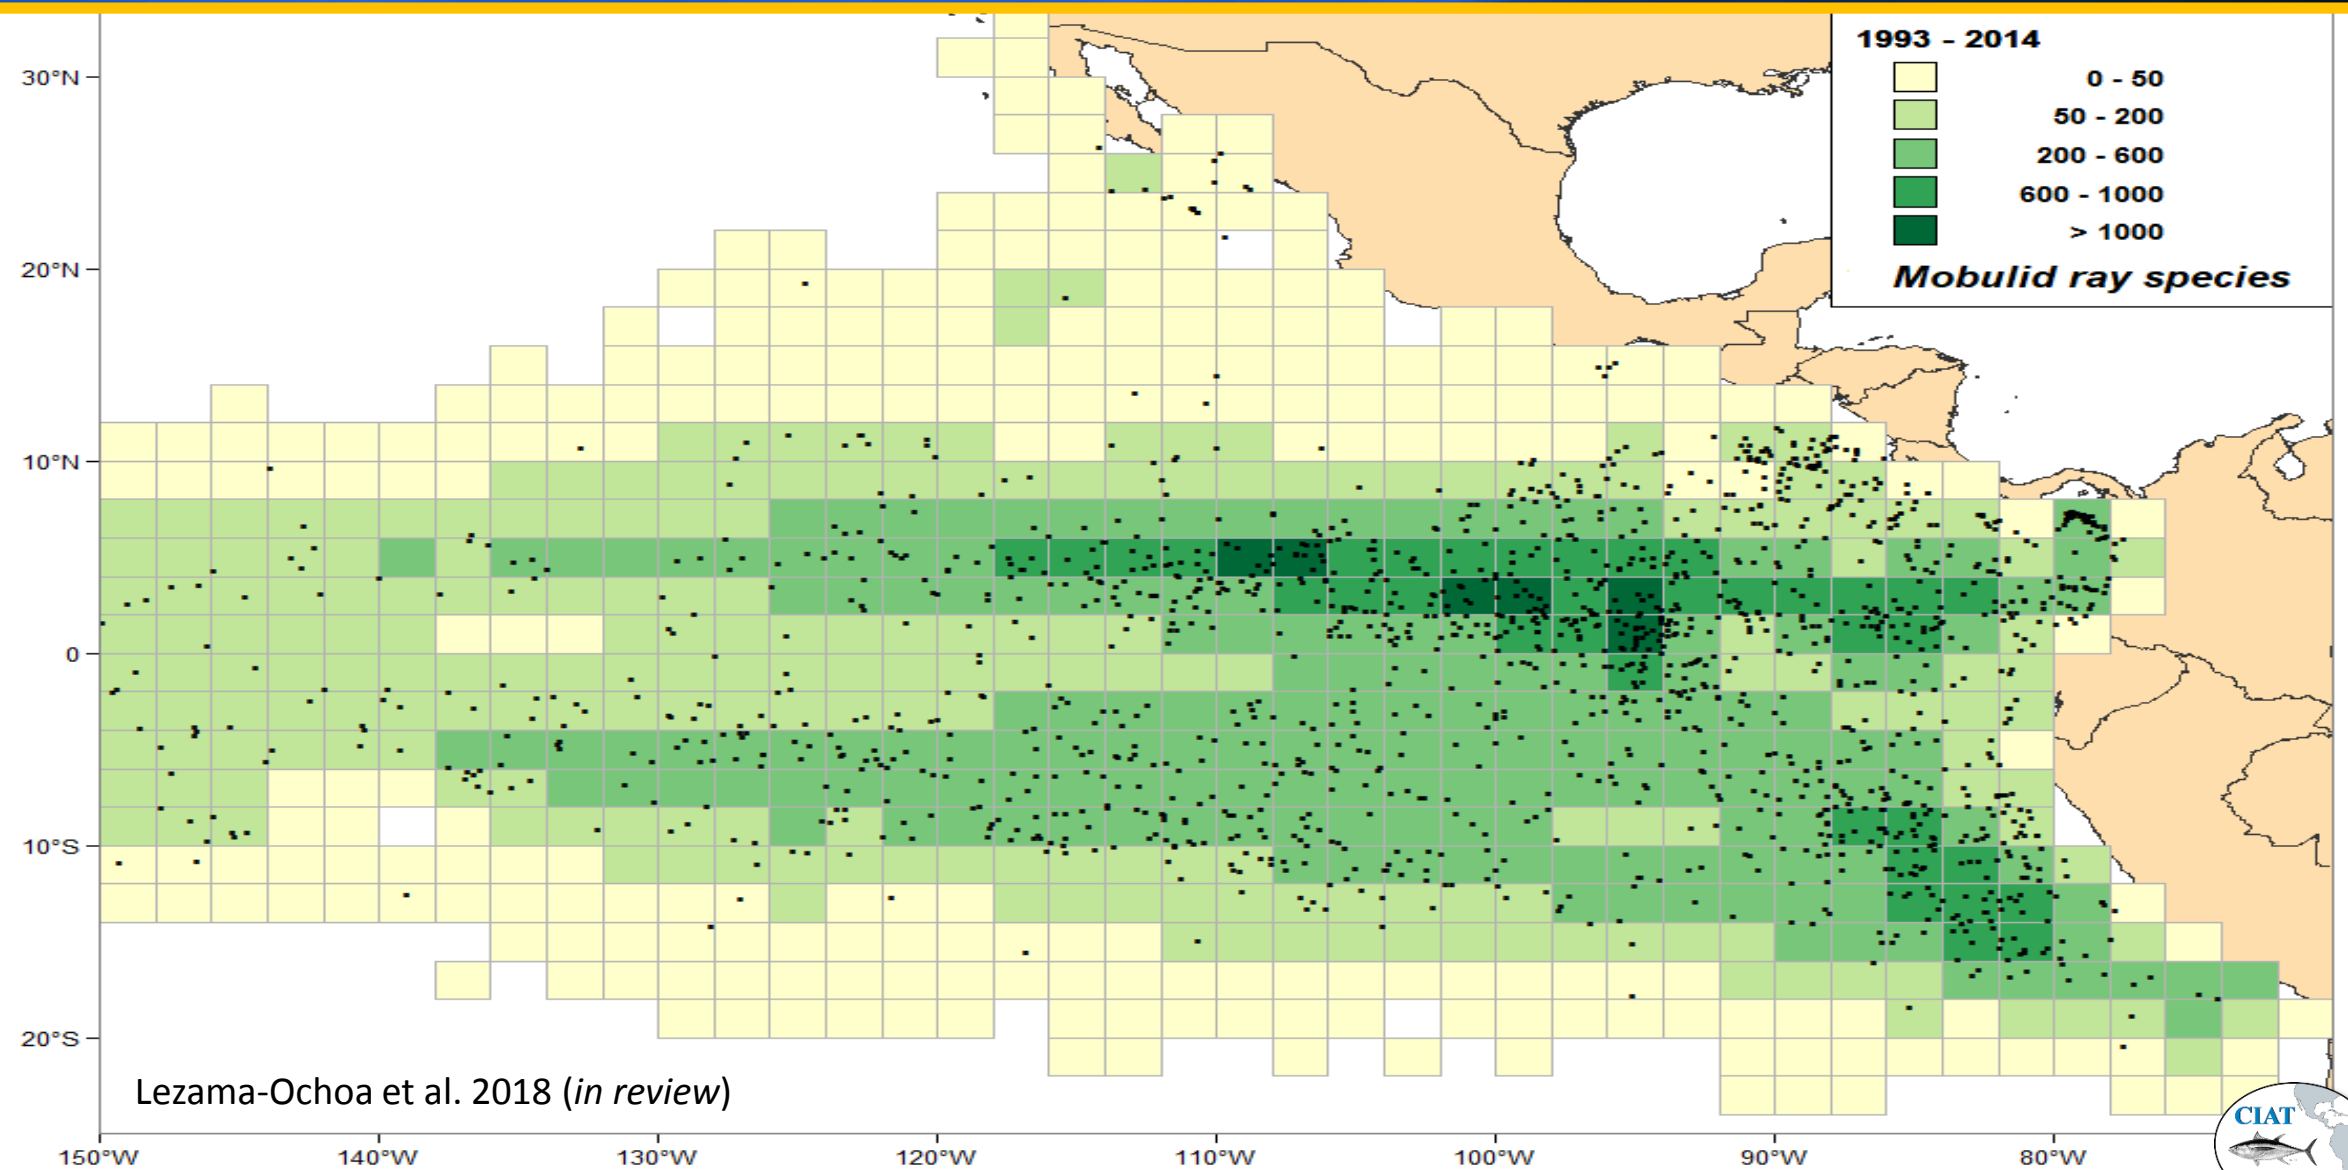 1993 - 2014
0 - 50
50 - 200
200 - 600
600 - 1000
> 1000
Mobulid ray species
30°N
20°N
10°N
0
10°S
20°S
Lezama-Ochoa et al. 2018 (in review)
CIAT
150°W
140°W
130°W
120°W
110°W
100°W
90°W
80°W